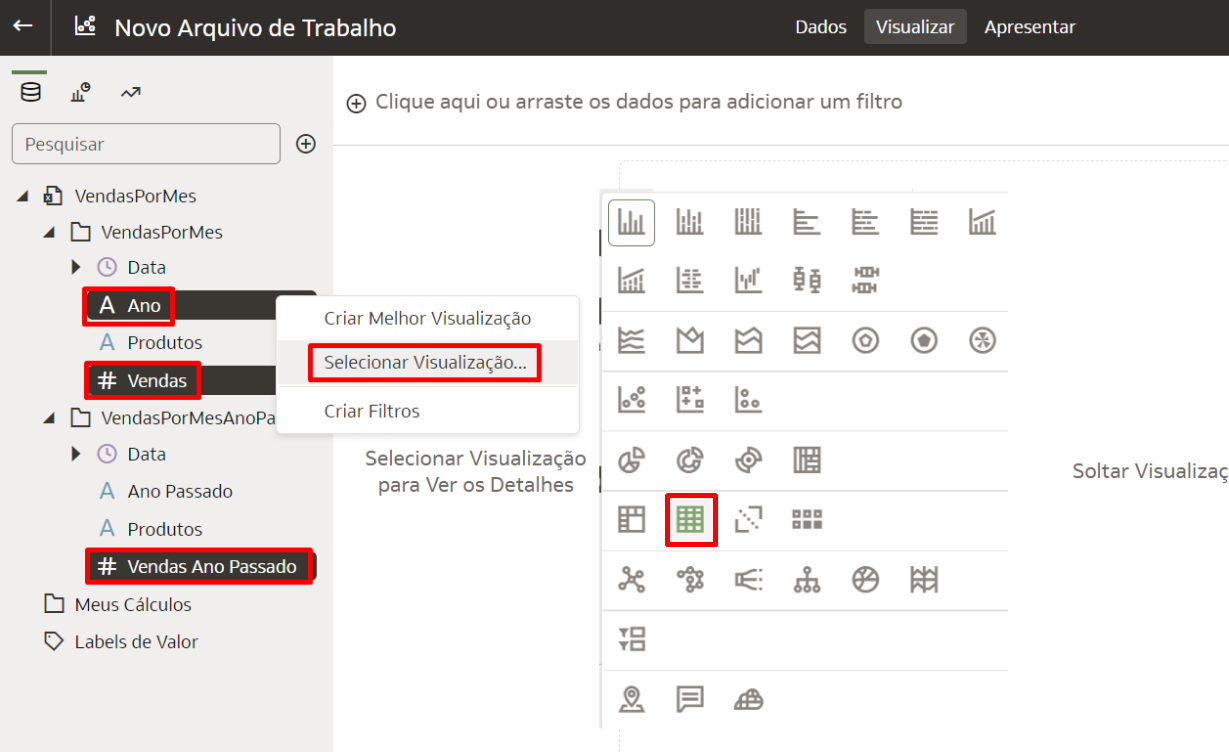 Novo Arquivo de Trabalho
Dados
Visualizar
Apresentar
Clique aqui ou arraste os dados para adicionar um filtro
Pesquisar
VendasPorMes
VendasPorMes
Data
A Ano
A Produtos
# Vendas
VendasPorMesAnoPa
Data
A Ano Passado
A Produtos
# Vendas Ano Passado
Meus Cálculos
Labels de Valor
Criar Melhor Visualização
Selecionar Visualização...
Criar Filtros
Selecionar Visualização
para Ver os Detalhes
Soltar Visualizaç